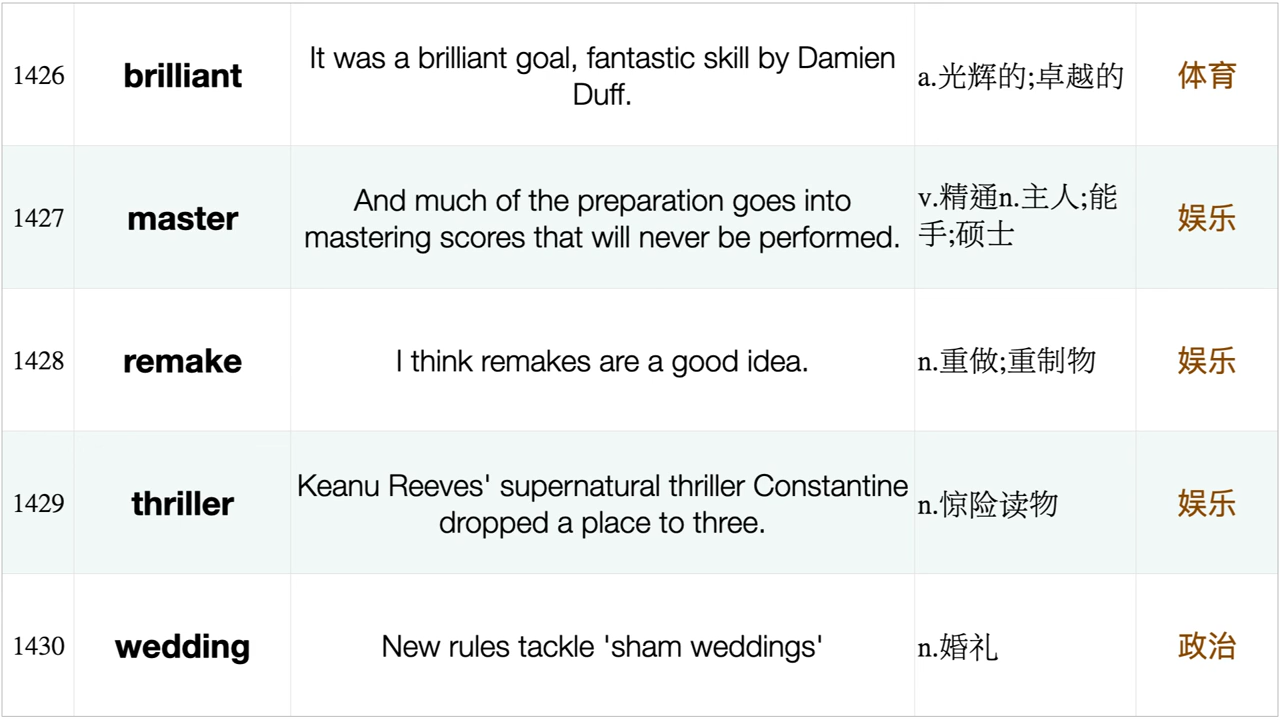 1426 brilliant It was a brilliant goal, fantastic skill by Damien
Duff. a.光辉的;卓越的 体育
1427 master And much of the preparation goes into
mastering scores that will never be performed. v.精通n.主人;能
手;硕士 娱乐
1428 remake I think remakes are a good idea. n.重做;重制物 娱乐
1429 thriller Keanu Reeves' supernatural thriller Constantine
dropped a place to three. n.惊险读物 娱乐
1430 wedding New rules tackle 'sham weddings' n.婚礼 政治